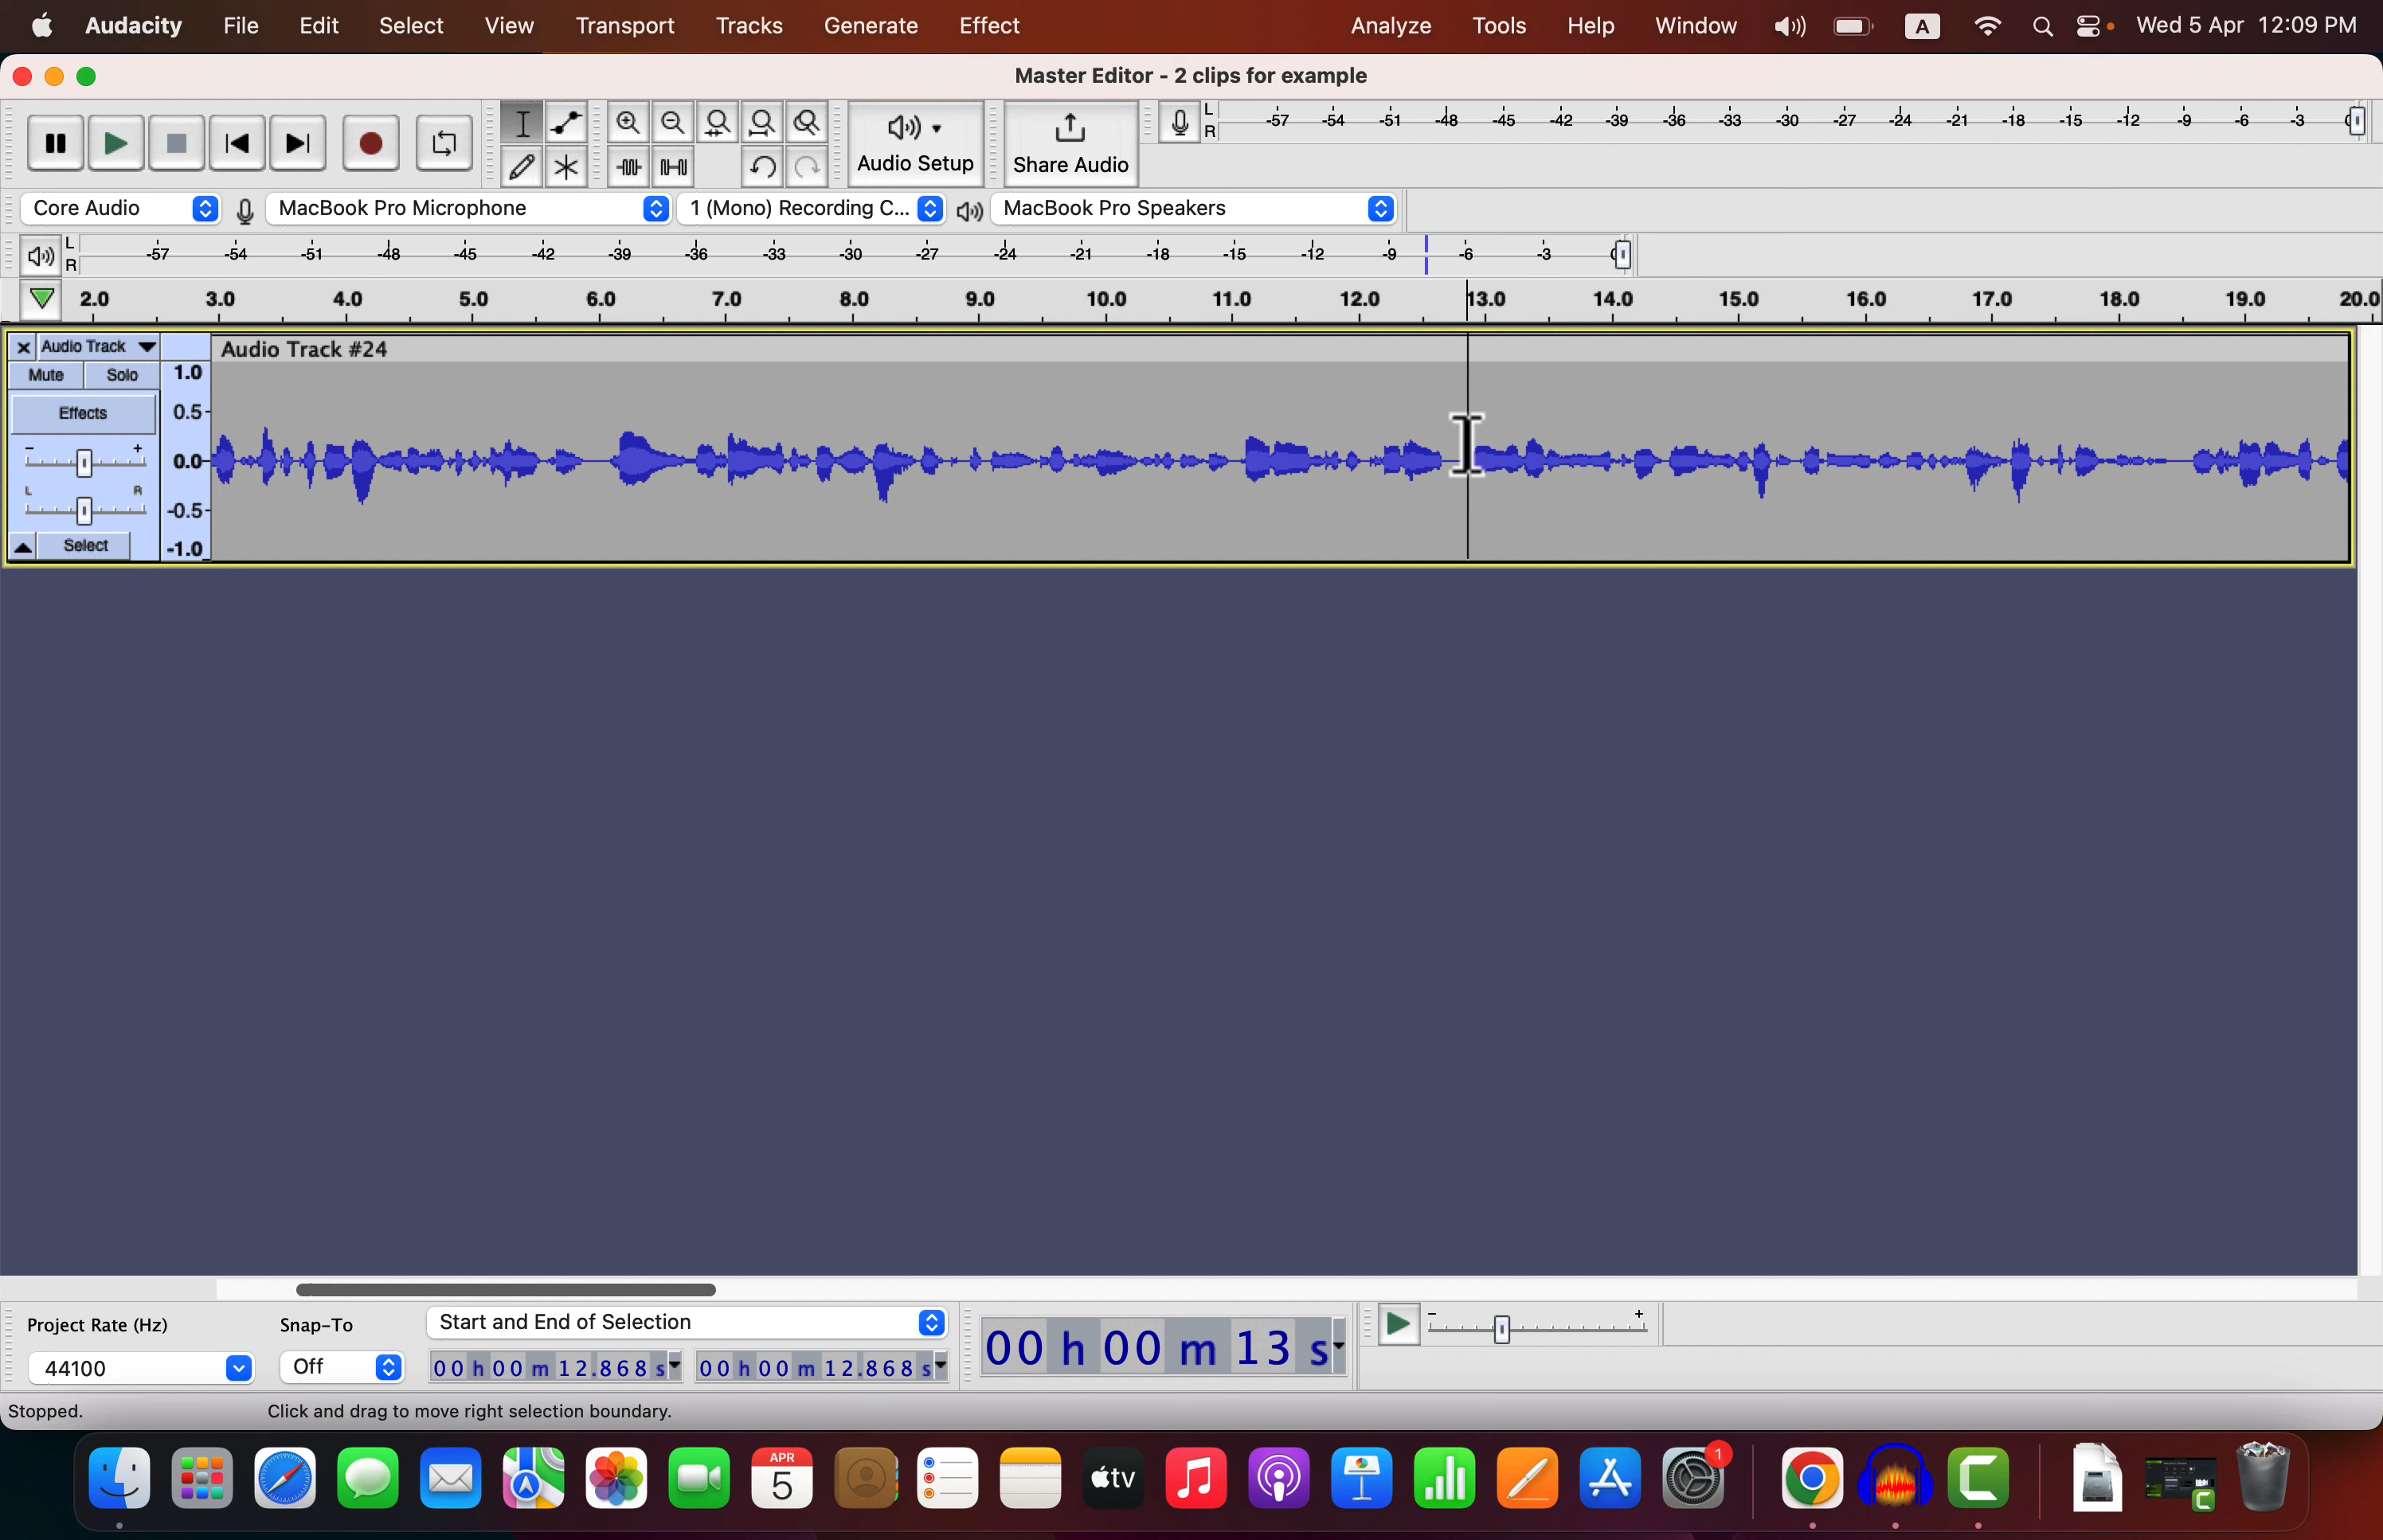 Audacity File Edit Select View Transport Tracks Generate Effect Analyze Tools Help Window A Wed 5 Apr 12:09 PM
Master Editor - 2 clips for example
Audio Setup
Share Audio
L
R
-57 -54 -51 -48 -45 -42 -39 -36 -33 -30 -27 -24 -21 -18 -15 -12 -9 -6 -3
Core Audio MacBook Pro Microphone 1 (Mono) Recording C... MacBook Pro Speakers
L
R
-57 -54 -51 -48 -45 -42 -39 -36 -33 -30 -27 -24 -21 -18 -15 -12 -9 -6 -3
2.0 3.0 4.0 5.0 6.0 7.0 8.0 9.0 10.0 11.0 12.0 13.0 14.0 15.0 16.0 17.0 18.0 19.0 20.0
Audio Track Audio Track #24
Mute Solo 1.0
Effects 0.5
- +
0.0
L R
-0.5
Select -1.0
Project Rate (Hz) Snap-To Start and End of Selection
44100 Off 00 h 00 m 12.868 s 00 h 00 m 12.868 s 00 h 00 m 13 s
- +
Stopped. Click and drag to move right selection boundary.
APR
5
tv
1